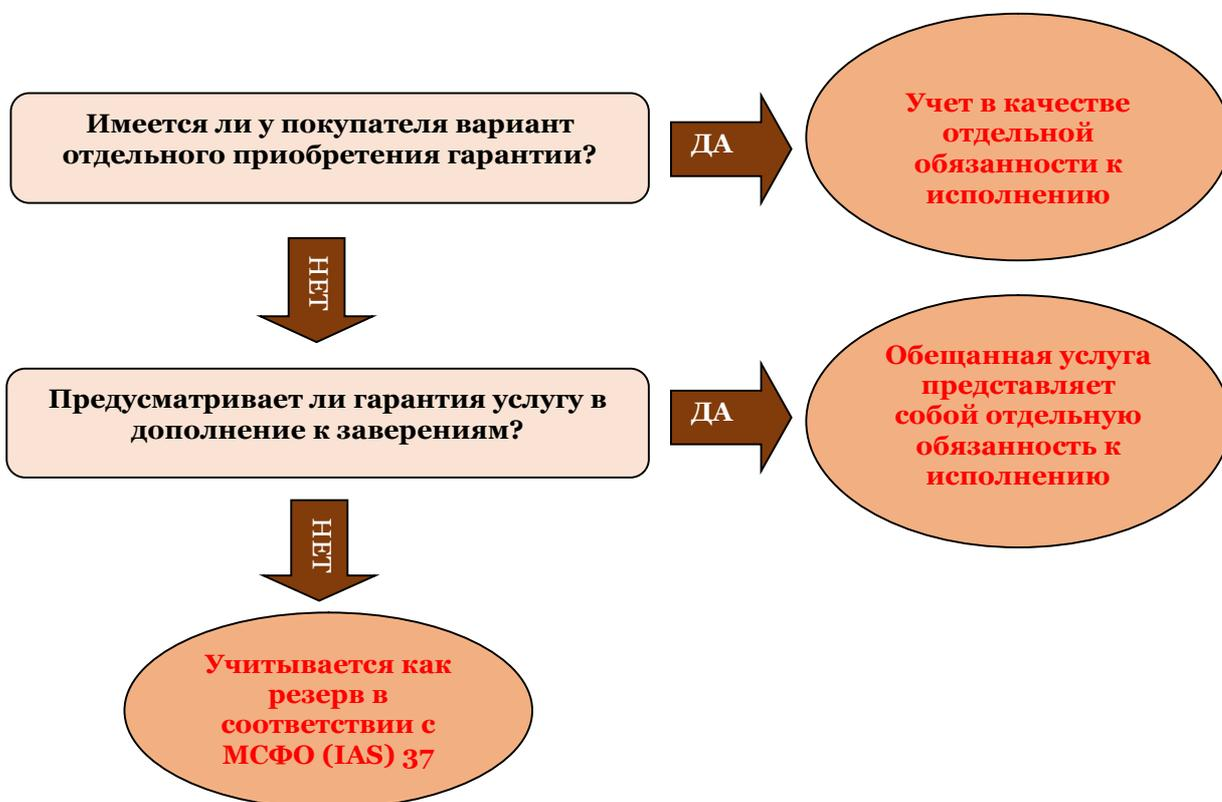 Имеется ли у покупателя вариант
отдельного приобретения гарантии?
ДА
Учет в качестве
отдельной
обязанности к
исполнению
НЕТ
Предусматривает ли гарантия услугу в
дополнение к заверениям?
ДА
Обещанная услуга
представляет
собой отдельную
обязанность к
исполнению
НЕТ
Учитывается как
резерв в
соответствии с
МСФО (IAS) 37